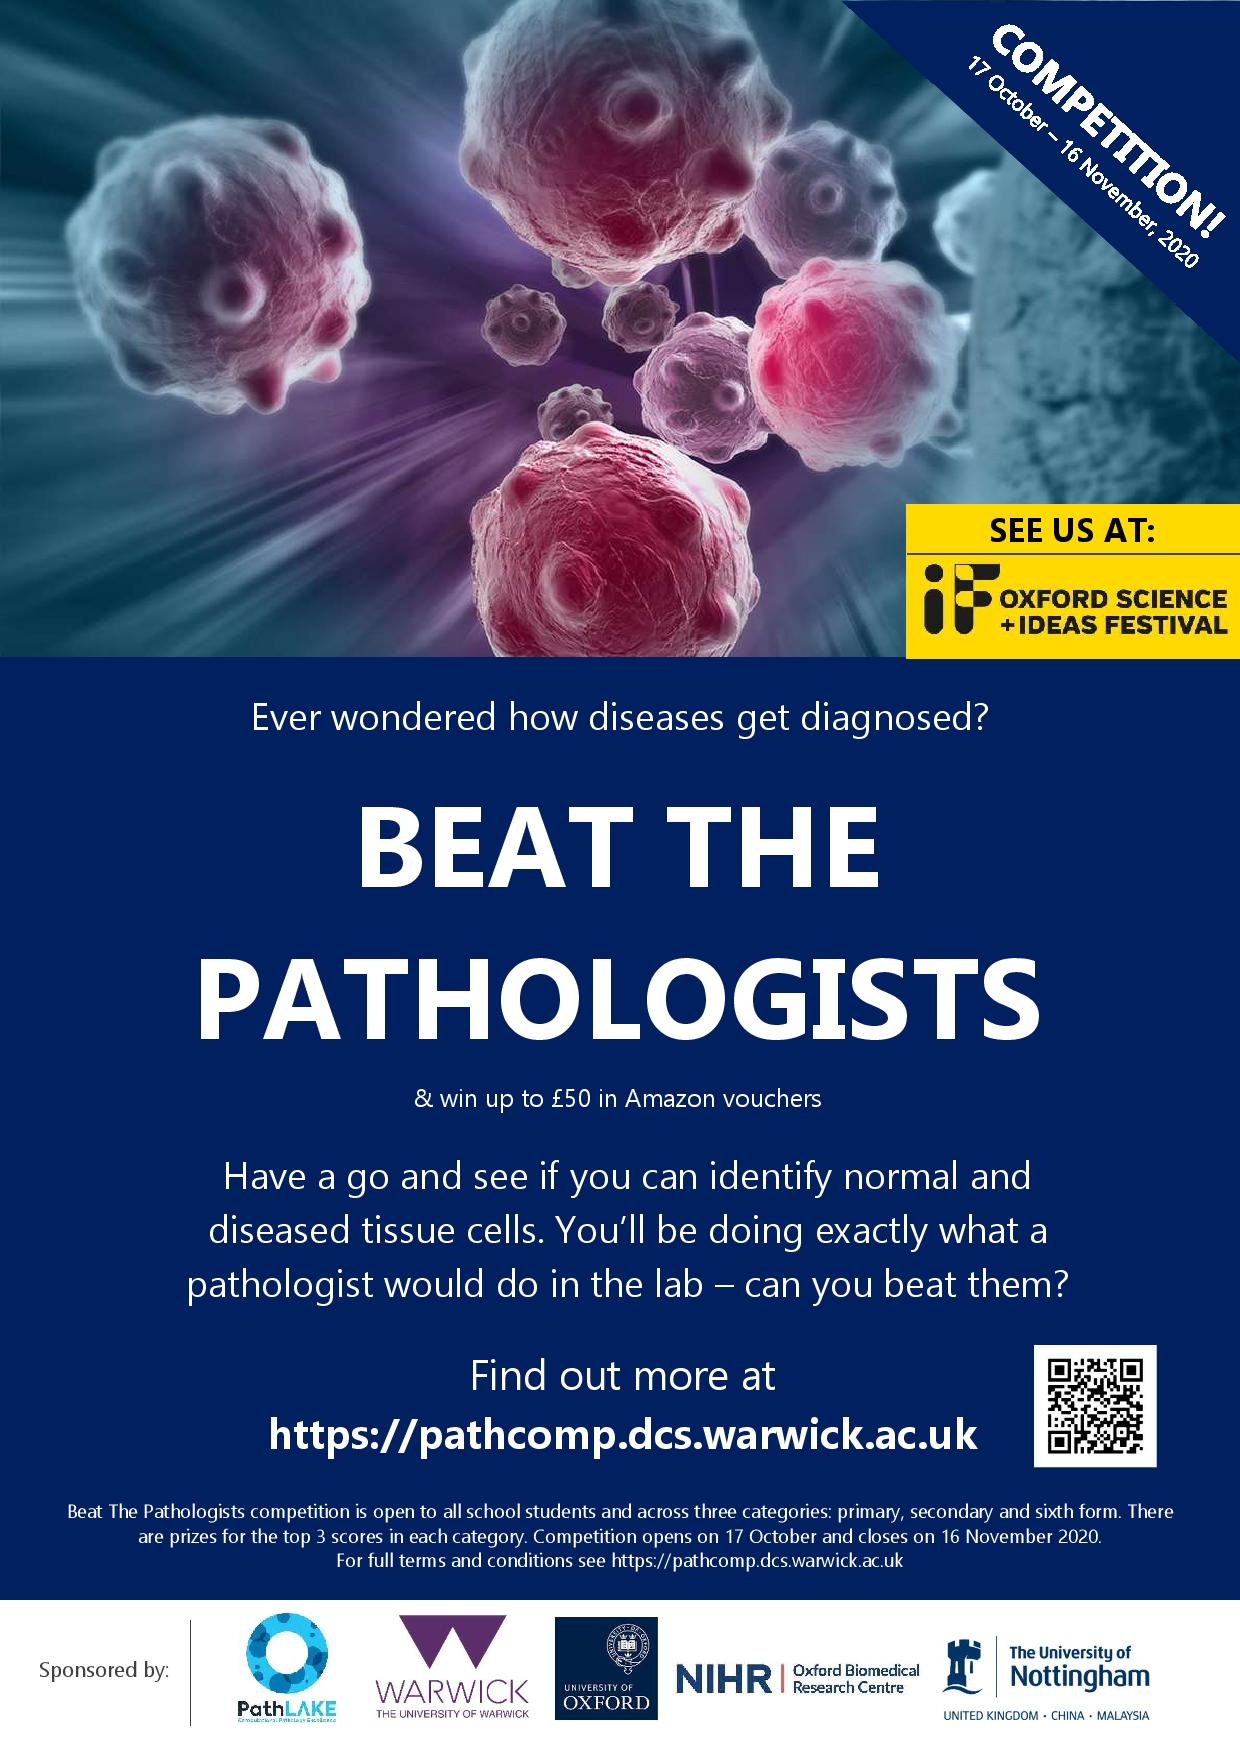 COMPETITION!
17 October – 16 November, 2020
SEE US AT:
iF OXFORD SCIENCE
+IDEAS FESTIVAL
Ever wondered how diseases get diagnosed?
BEAT THE
PATHOLOGISTS
& win up to £50 in Amazon vouchers
Have a go and see if you can identify normal and
diseased tissue cells. You’ll be doing exactly what a
pathologist would do in the lab – can you beat them?
Find out more at
https://pathcomp.dcs.warwick.ac.uk
Beat The Pathologists competition is open to all school students and across three categories: primary, secondary and sixth form. There
are prizes for the top 3 scores in each category. Competition opens on 17 October and closes on 16 November 2020.
For full terms and conditions see https://pathcomp.dcs.warwick.ac.uk
Sponsored by:
PathLAKE
Computational Pathology Excellence
WARWICK
THE UNIVERSITY OF WARWICK
UNIVERSITY OF
OXFORD
NIHR | Oxford Biomedical
Research Centre
The University of
Nottingham
UNITED KINGDOM · CHINA · MALAYSIA